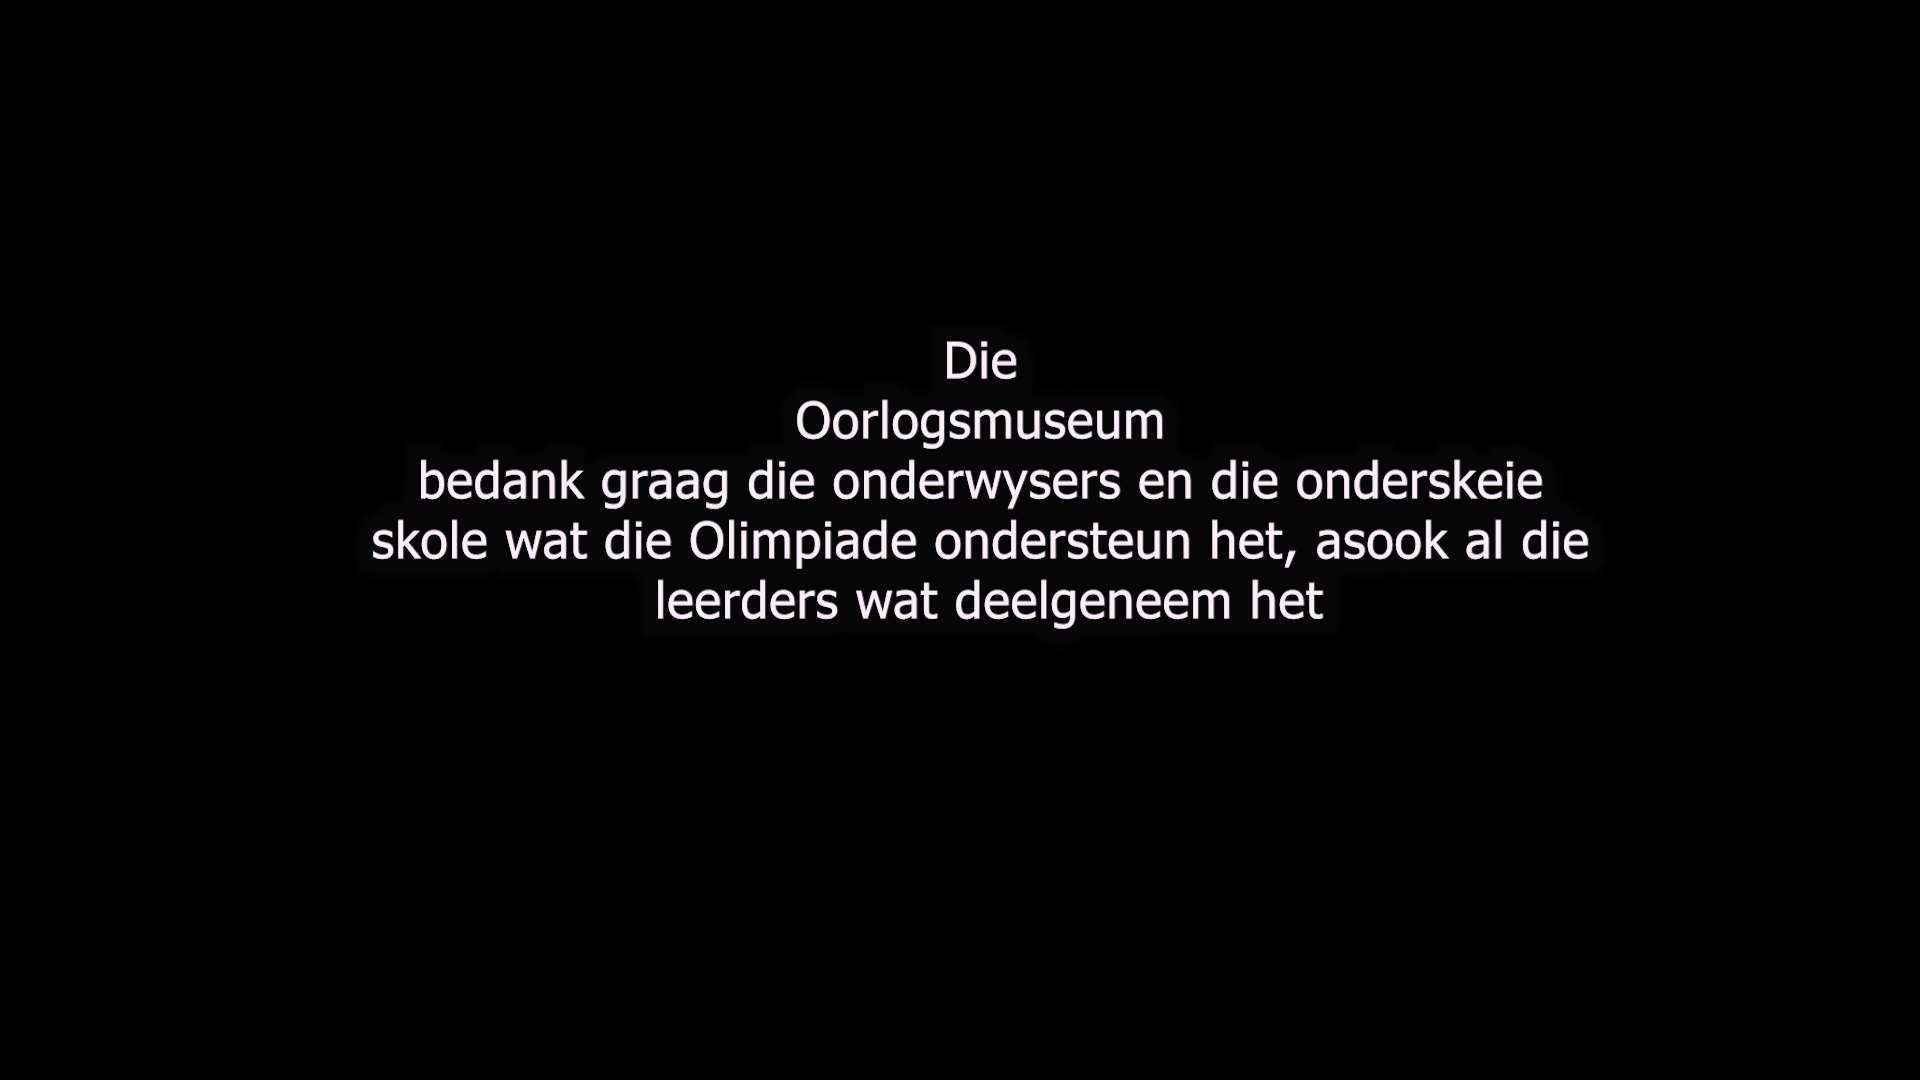 Die
Oorlogsmuseum
bedank graag die onderwysers en die onderskeie
skole wat die Olimpiade ondersteun het, asook al die
leerders wat deelgeneem het